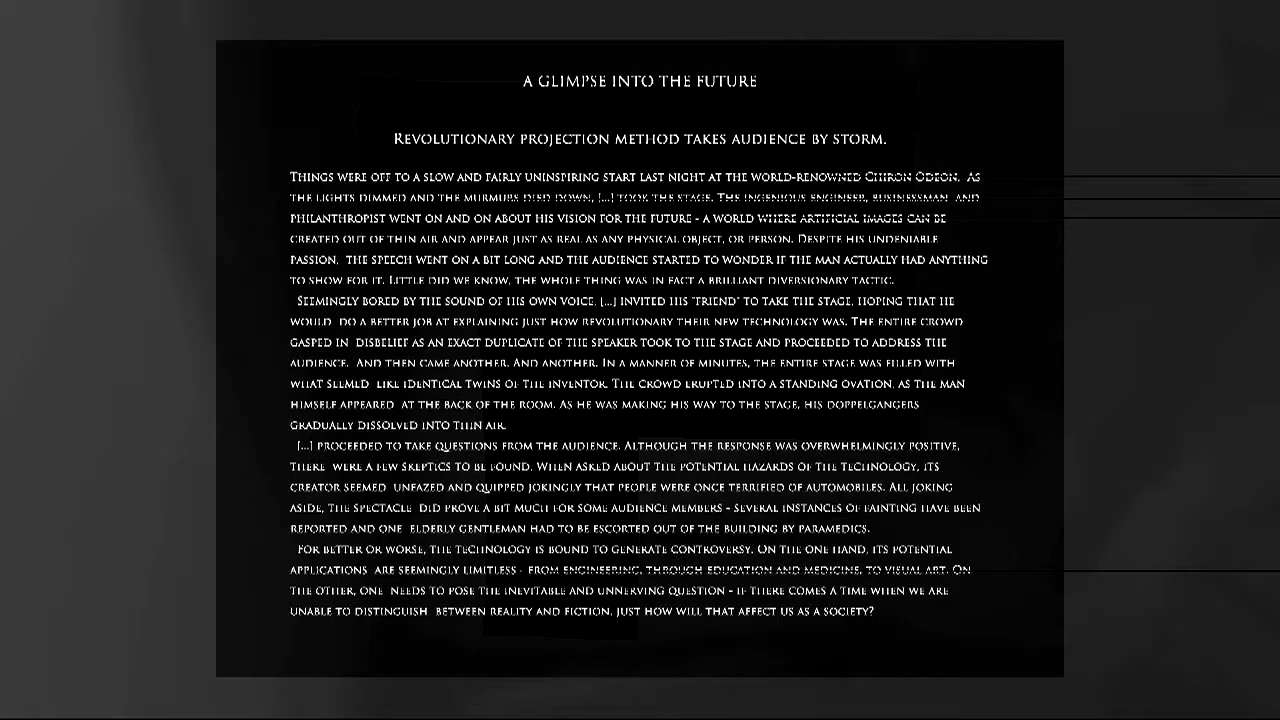 A GLIMPSE INTO THE FUTURE
REVOLUTIONARY PROJECTION METHOD TAKES AUDIENCE BY STORM.
THINGS WERE OFF TO A SLOW AND FAIRLY UNINSPIRING START LAST NIGHT AT THE WORLD-RENOWNED CHIRON ODEON. AS
THE LIGHTS DIMMED AND THE MURMURS DIED DOWN, [...] TOOK THE STAGE. THE INGENIOUS ENGINEER, BUSINESSMAN AND
PHILANTHROPIST WENT ON AND ON ABOUT HIS VISION FOR THE FUTURE - A WORLD WHERE ARTIFICIAL IMAGES CAN BE
CREATED OUT OF THIN AIR AND APPEAR JUST AS REAL AS ANY PHYSICAL OBJECT, OR PERSON. DESPITE HIS UNDENIABLE
PASSION, THE SPEECH WENT ON A BIT LONG AND THE AUDIENCE STARTED TO WONDER IF THE MAN ACTUALLY HAD ANYTHING
TO SHOW FOR IT. LITTLE DID WE KNOW, THE WHOLE THING WAS IN FACT A BRILLIANT DIVERSIONARY TACTIC.
SEEMINGLY BORED BY THE SOUND OF HIS OWN VOICE, [...] INVITED HIS "FRIEND" TO TAKE THE STAGE, HOPING THAT HE
WOULD DO A BETTER JOB AT EXPLAINING JUST HOW REVOLUTIONARY THEIR NEW TECHNOLOGY WAS. THE ENTIRE CROWD
GASPED IN DISBELIEF AS AN EXACT DUPLICATE OF THE SPEAKER TOOK TO THE STAGE AND PROCEEDED TO ADDRESS THE
AUDIENCE. AND THEN CAME ANOTHER. AND ANOTHER. IN A MANNER OF MINUTES, THE ENTIRE STAGE WAS FILLED WITH
WHAT SEEMED LIKE IDENTICAL TWINS OF THE INVENTOR. THE CROWD ERUPTED INTO A STANDING OVATION, AS THE MAN
HIMSELF APPEARED AT THE BACK OF THE ROOM. AS HE WAS MAKING HIS WAY TO THE STAGE, HIS DOPPELGANGERS
GRADUALLY DISSOLVED INTO THIN AIR.
[...] PROCEEDED TO TAKE QUESTIONS FROM THE AUDIENCE. ALTHOUGH THE RESPONSE WAS OVERWHELMINGLY POSITIVE,
THERE WERE A FEW SKEPTICS TO BE FOUND. WHEN ASKED ABOUT THE POTENTIAL HAZARDS OF THE TECHNOLOGY, ITS
CREATOR SEEMED UNFAZED AND QUIPPED JOKINGLY THAT PEOPLE WERE ONCE TERRIFIED OF AUTOMOBILES. ALL JOKING
ASIDE, THE SPECTACLE DID PROVE A BIT MUCH FOR SOME AUDIENCE MEMBERS - SEVERAL INSTANCES OF FAINTING HAVE BEEN
REPORTED AND ONE ELDERLY GENTLEMAN HAD TO BE ESCORTED OUT OF THE BUILDING BY PARAMEDICS.
FOR BETTER OR WORSE, THE TECHNOLOGY IS BOUND TO GENERATE CONTROVERSY. ON THE ONE HAND, ITS POTENTIAL
APPLICATIONS ARE SEEMINGLY LIMITLESS - FROM ENGINEERING, THROUGH EDUCATION AND MEDICINE, TO VISUAL ART. ON
THE OTHER, ONE NEEDS TO POSE THE INEVITABLE AND UNNERVING QUESTION - IF THERE COMES A TIME WHEN WE ARE
UNABLE TO DISTINGUISH BETWEEN REALITY AND FICTION, JUST HOW WILL THAT AFFECT US AS A SOCIETY?